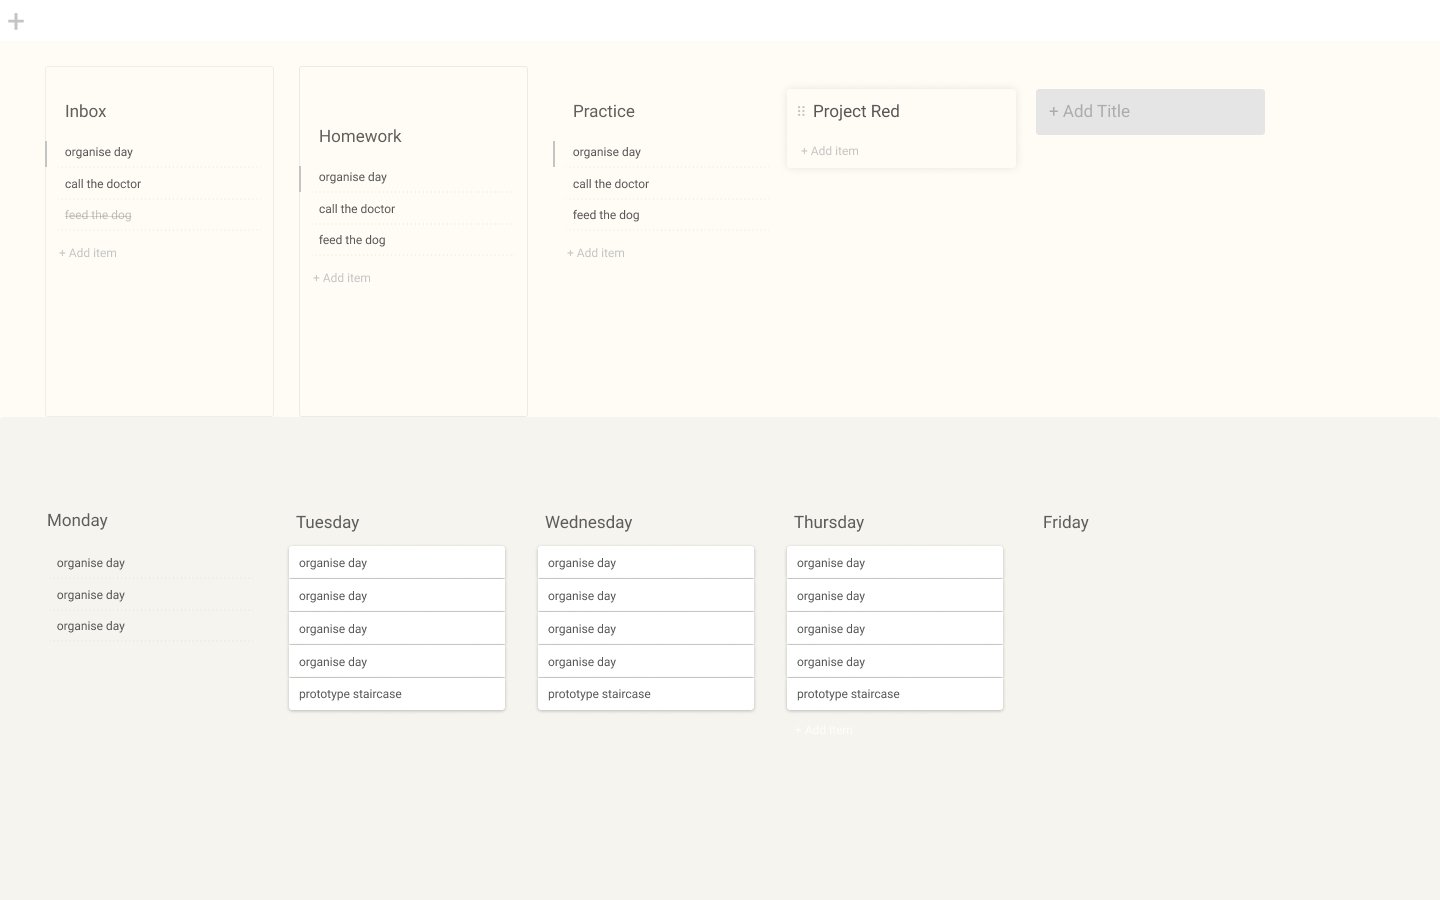 Inbox
organise day
call the doctor
feed the dog
+ Add item
Homework
organise day
call the doctor
feed the dog
+ Add item
Practice
organise day
call the doctor
feed the dog
+ Add item
Project Red
+ Add item
+ Add Title
Monday
organise day
organise day
organise day
Tuesday
organise day
organise day
organise day
organise day
prototype staircase
Wednesday
organise day
organise day
organise day
organise day
prototype staircase
Thursday
organise day
organise day
organise day
organise day
prototype staircase
+ Add item
Friday